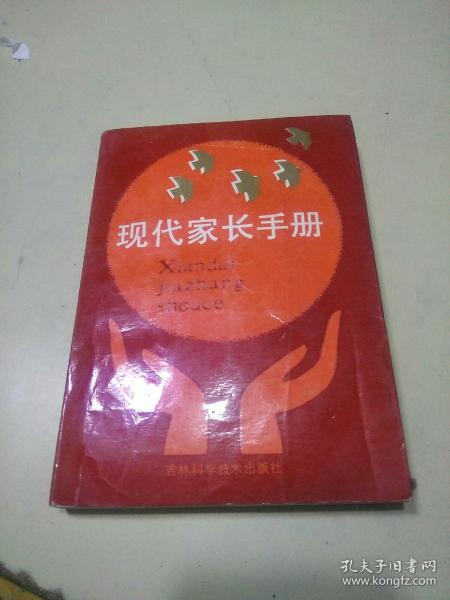 现代家长手册
Xiandai
jiazhang
shouce
吉林科学技术出版社
孔夫子旧书网
www.kongfz.com